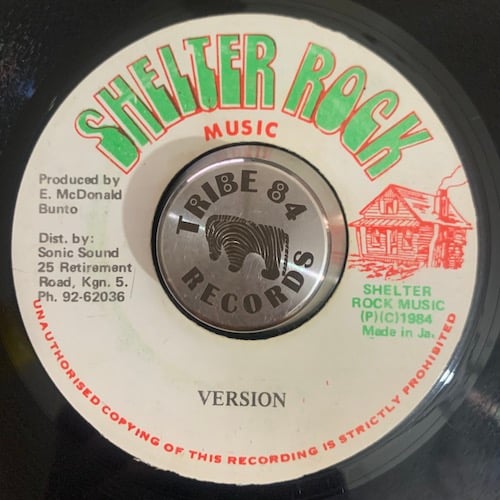 SHELTER ROCK
MUSIC
Produced by
E. McDonald
Bunto
Dist. by:
Sonic Sound
25 Retirement
Road, Kgn. 5.
Ph. 92-62036
TRIBE 84
RECORDS
SHELTER
ROCK MUSIC
(P)(C)1984
Made in Ja.
VERSION
UNAUTHORISED COPYING OF THIS RECORDING IS STRICTLY PROHIBITED